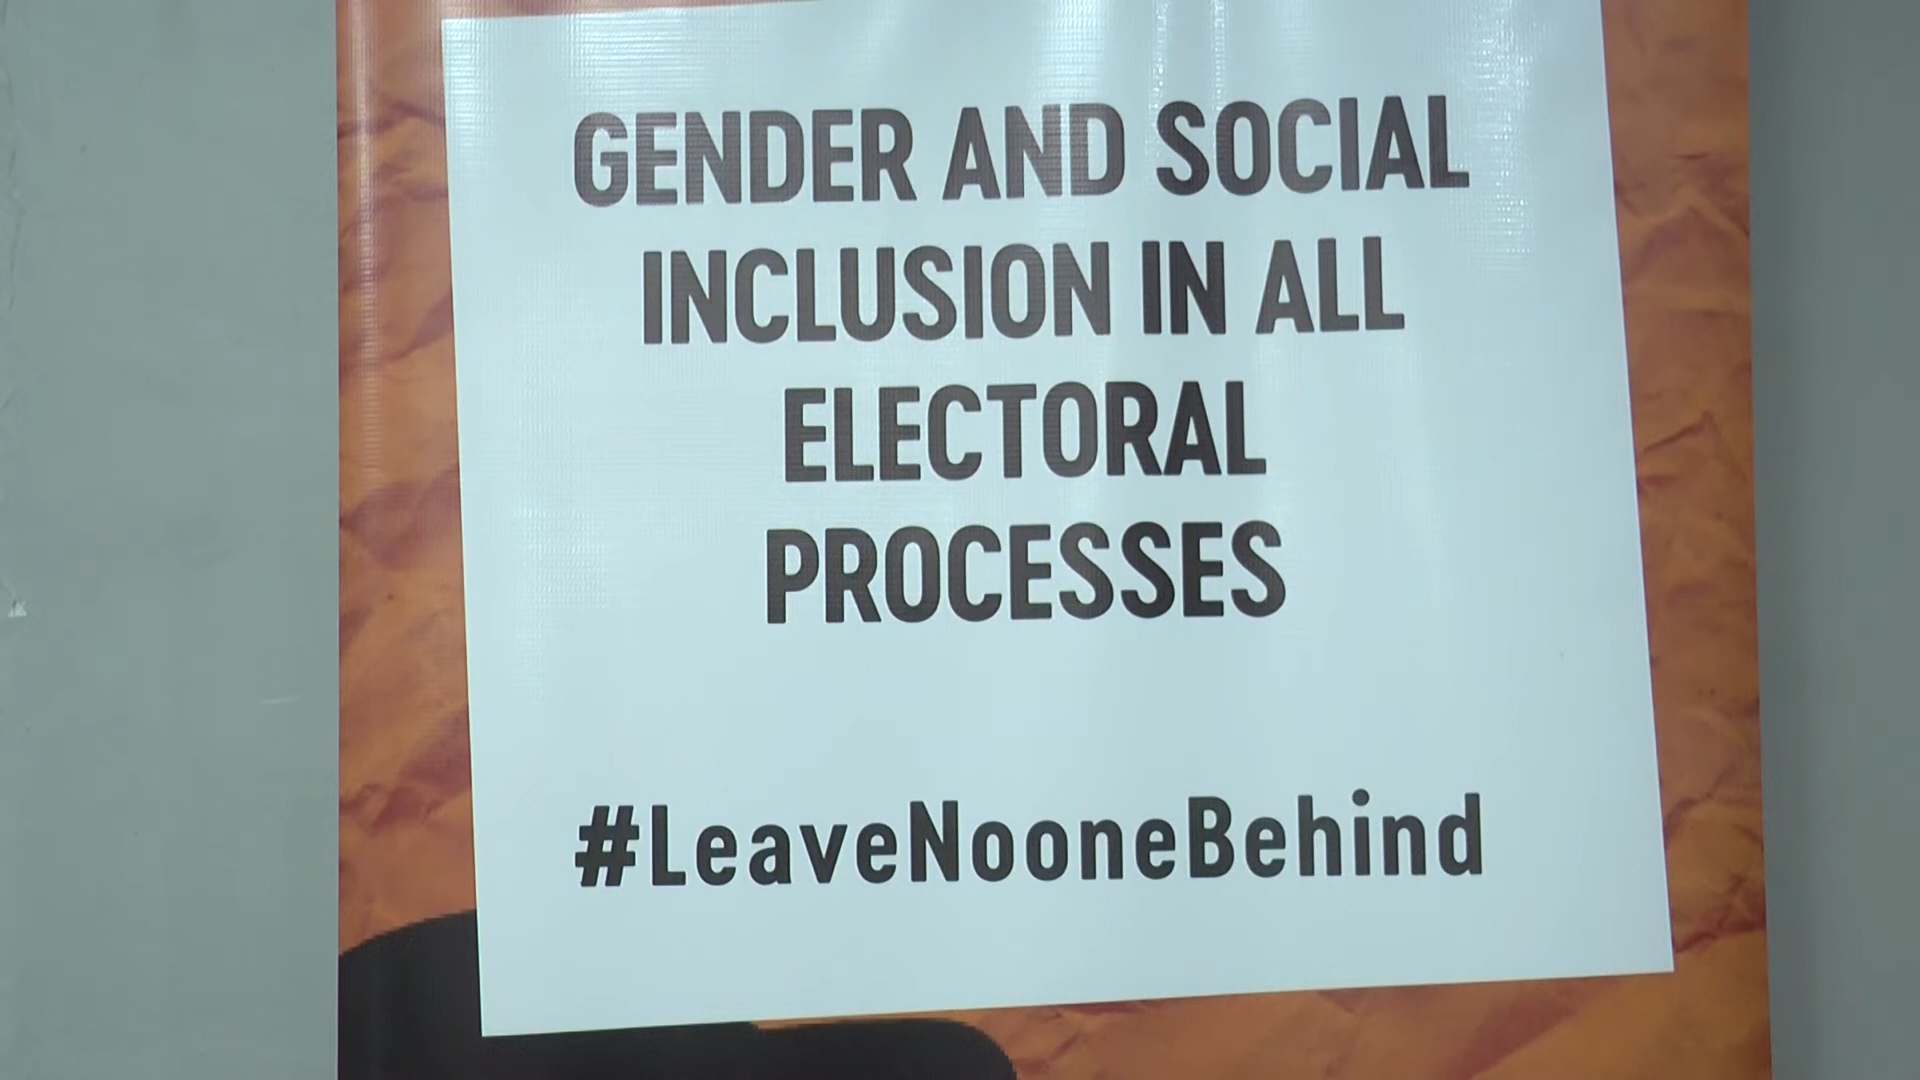 GENDER AND SOCIAL
INCLUSION IN ALL
ELECTORAL
PROCESSES
#LeaveNooneBehind